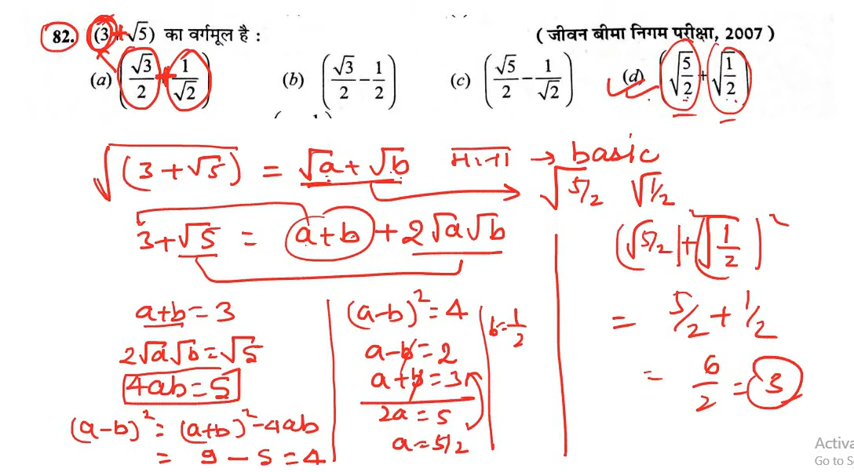 82. (3+√5) का वर्गमूल है : ( जीवन बीमा निगम परीक्षा, 2007 )
(a) (√3/2 + 1/√2) (b) (√3/2 − 1/2) (c) (√5/2 − 1/√2) (d) (√(5/2) + √(1/2))
√(3+√5) = √a + √b माना → basic
√5/2 √1/2
3+√5 = a+b + 2√a√b
(√5/2 + √(1/2))²
= 5/2 + 1/2
= 6/2 = 3
a+b = 3
2√a√b = √5
4ab = 5
(a-b)² = (a+b)² - 4ab
= 9 - 5 = 4
(a-b)² = 4
a-b = 2
a+b = 3
2a = 5
a = 5/2
b = 1/2
Activa
Go to S